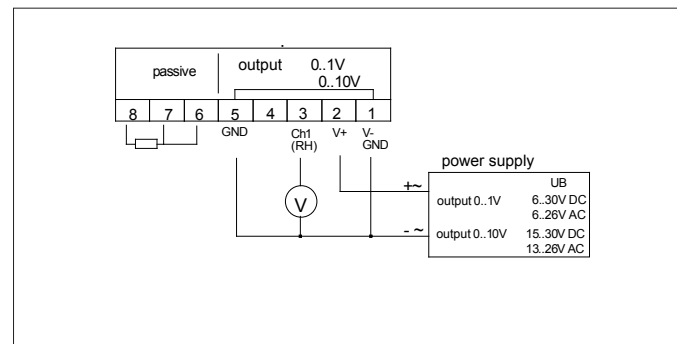 passive output 0..1V
0..10V
8 7 6 5 4 3 2 1
GND Ch1 V+ V-
(RH) GND
V
power supply
UB
+~
output 0..1V 6..30V DC
6..26V AC
- ~ output 0..10V 15..30V DC
13..26V AC